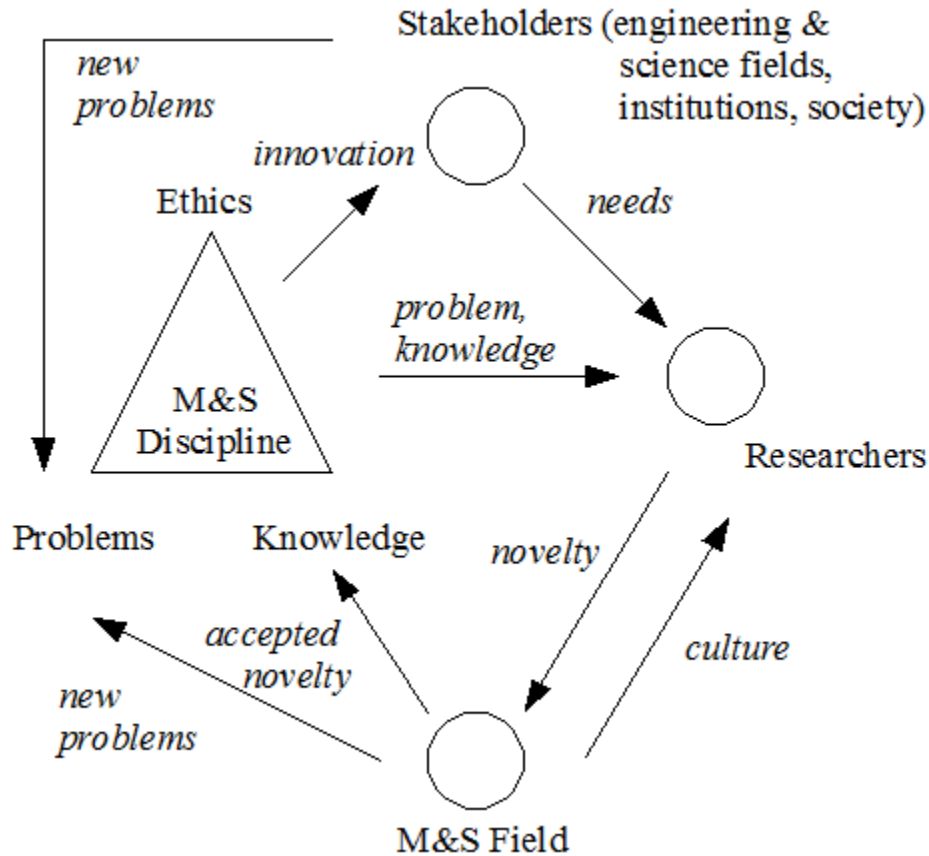 Stakeholders (engineering &
science fields,
institutions, society)
new
problems
innovation
Ethics
needs
problem,
knowledge
M&S
Discipline
Researchers
Problems
Knowledge
novelty
accepted
novelty
culture
new
problems
M&S Field